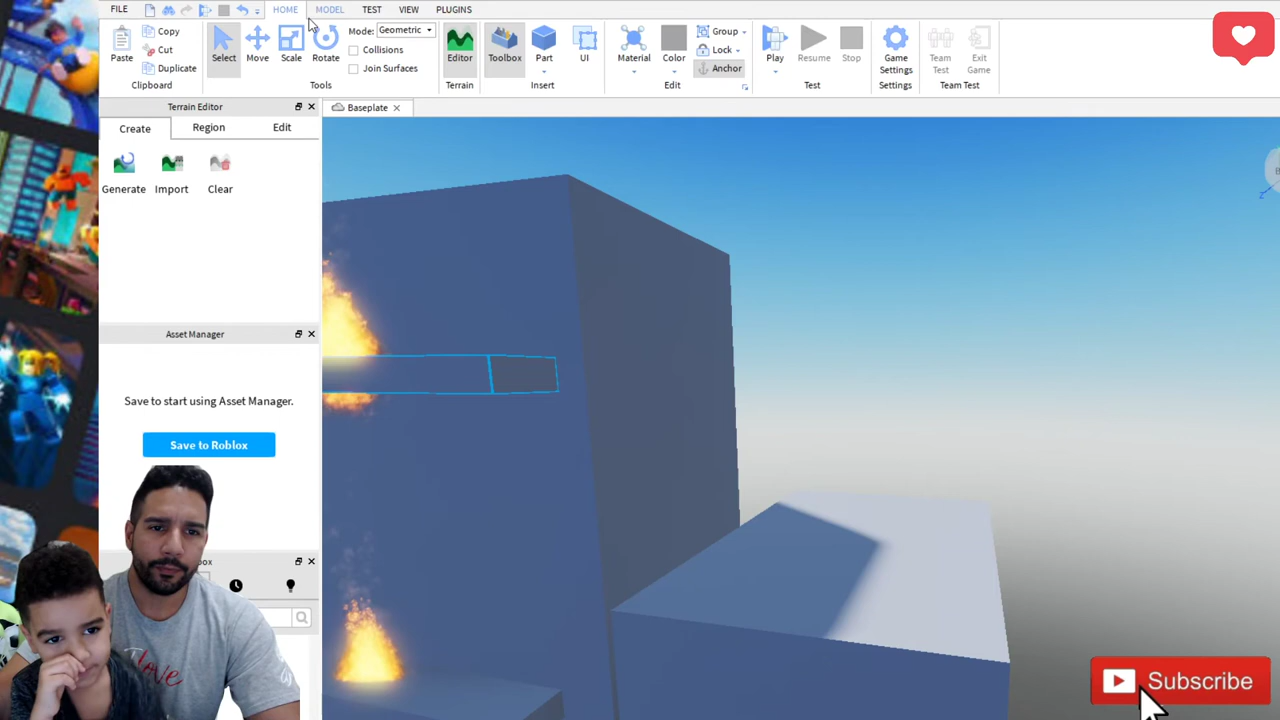 FILE HOME MODEL TEST VIEW PLUGINS
Paste Copy Cut Duplicate Select Move Scale Rotate Mode: Geometric Collisions Join Surfaces Editor Toolbox Part UI Material Color Group Lock Anchor Play Resume Stop Game Settings Team Test Exit Game
Clipboard Tools Terrain Insert Edit Test Settings Team Test
Terrain Editor Baseplate
Create Region Edit
Generate Import Clear
Asset Manager
Save to start using Asset Manager.
Save to Roblox
love
Subscribe